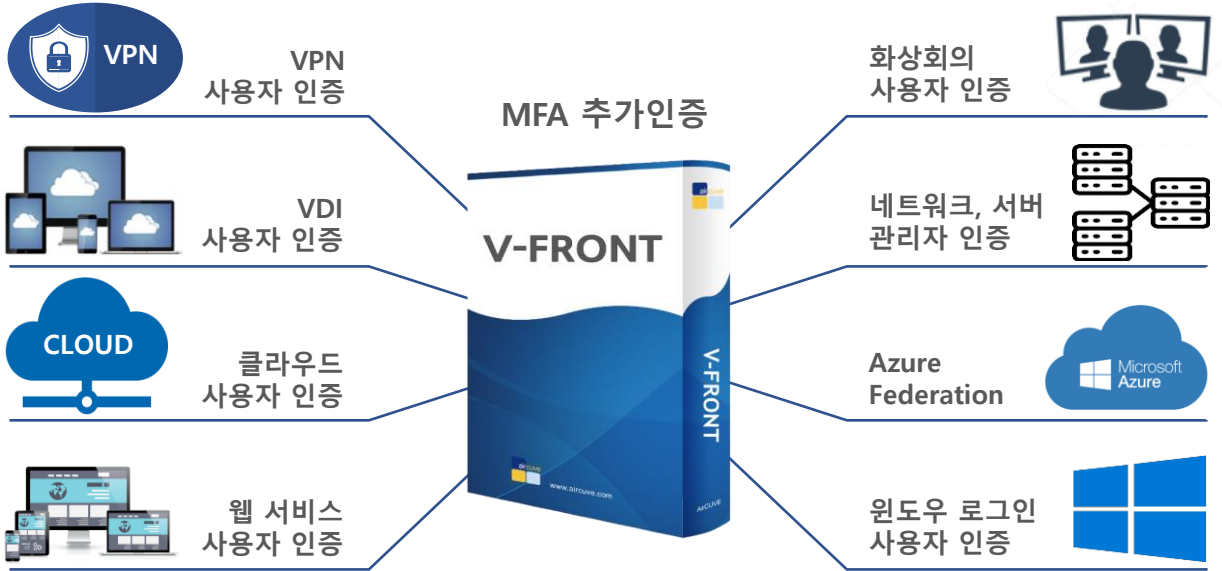 VPN
VPN
사용자 인증
VDI
사용자 인증
CLOUD
클라우드
사용자 인증
웹 서비스
사용자 인증
MFA 추가인증
V-FRONT
aircuve
www.aircuve.com
aircuve
V-FRONT
AirCUVE
화상회의
사용자 인증
네트워크, 서버
관리자 인증
Azure
Federation
Microsoft
Azure
윈도우 로그인
사용자 인증